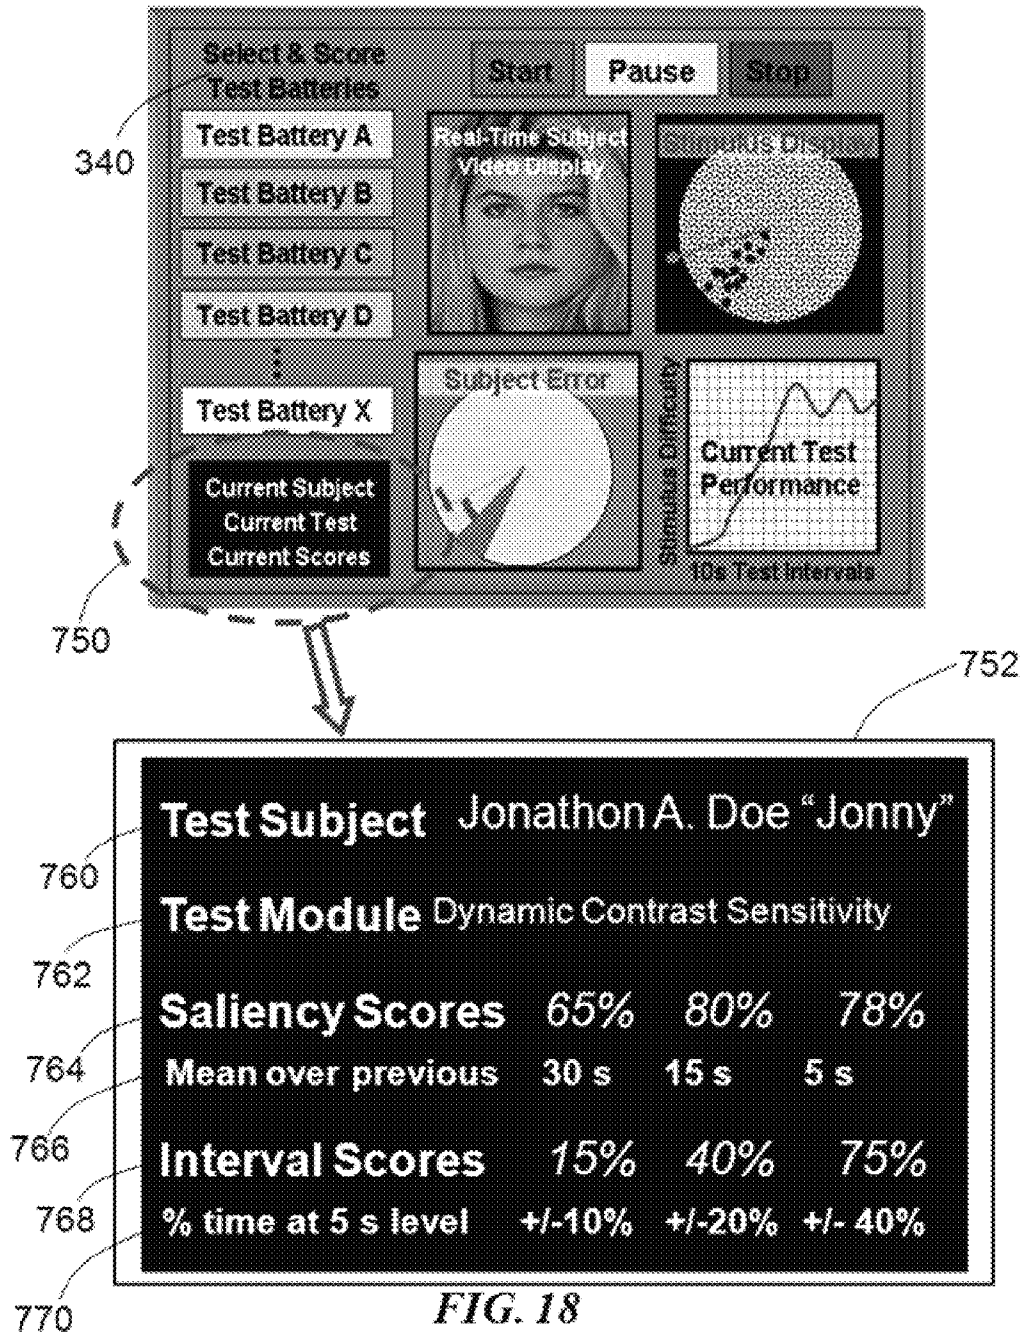 Select & Score
Test Batteries
Start Pause Stop
340
Test Battery A
Test Battery B
Test Battery C
Test Battery D
Test Battery X
Real-Time Subject
Video Display
Stimulus Display
Subject Error
Stimulus Difficulty
Current Test
Performance
10s Test Intervals
Current Subject
Current Test
Current Scores
750
752
Test Subject Jonathon A. Doe “Jonny”
760
Test Module Dynamic Contrast Sensitivity
762
Saliency Scores 65% 80% 78%
764
Mean over previous 30 s 15 s 5 s
766
Interval Scores 15% 40% 75%
768
% time at 5 s level +/-10% +/-20% +/- 40%
770
FIG. 18